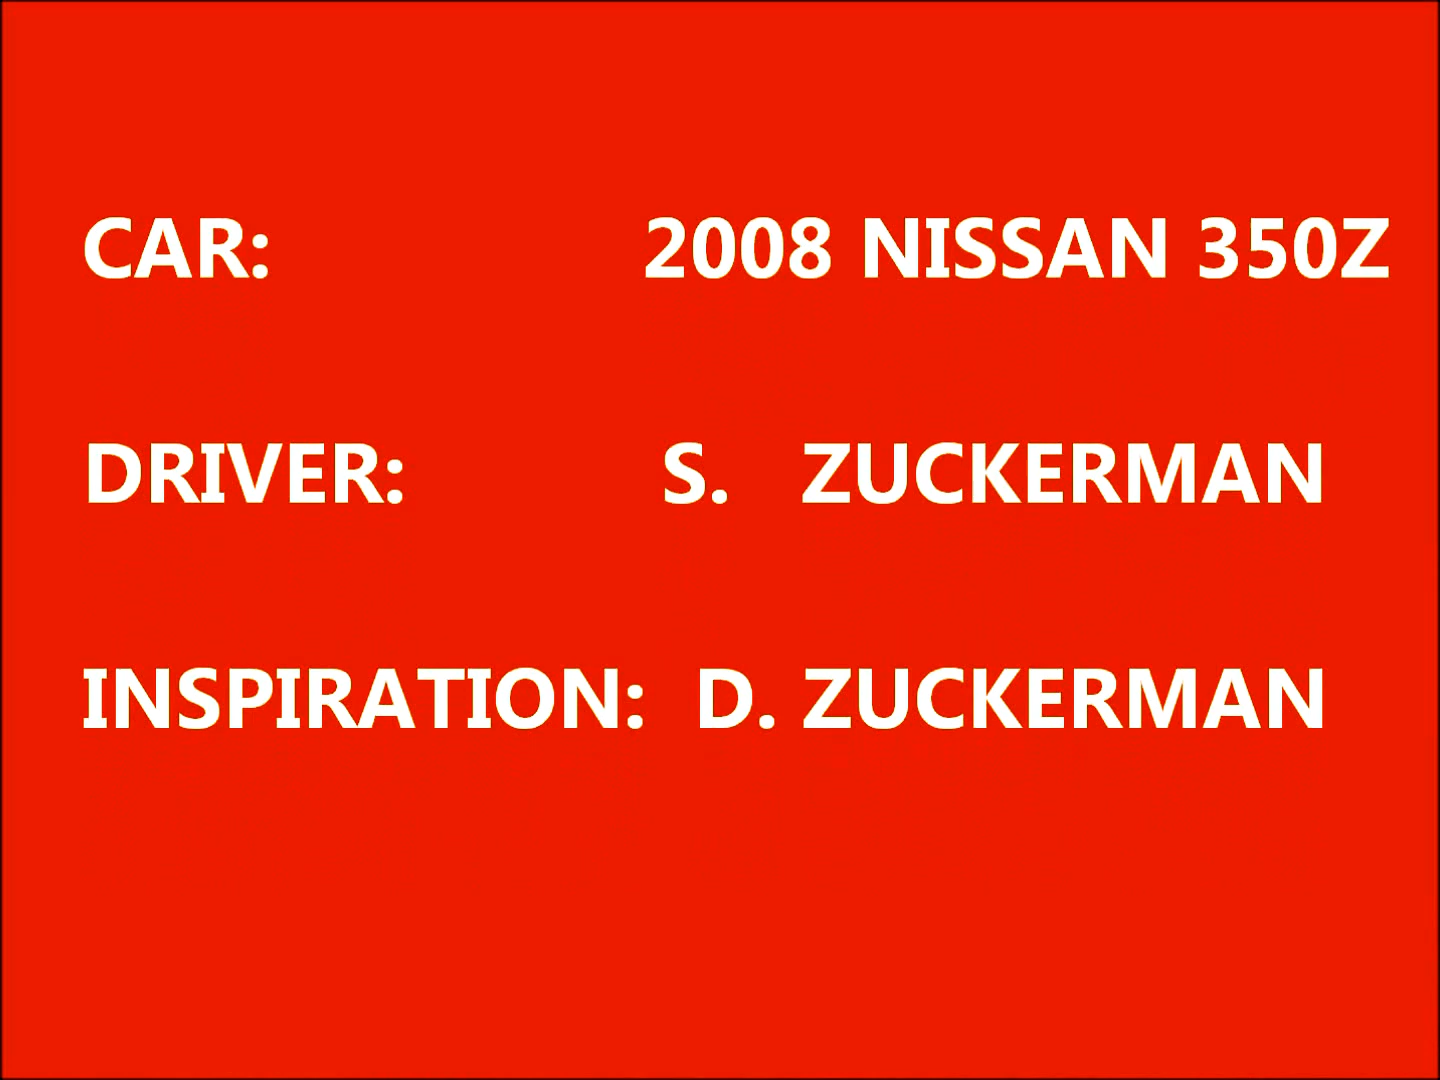 CAR: 2008 NISSAN 350Z
DRIVER: S. ZUCKERMAN
INSPIRATION: D. ZUCKERMAN